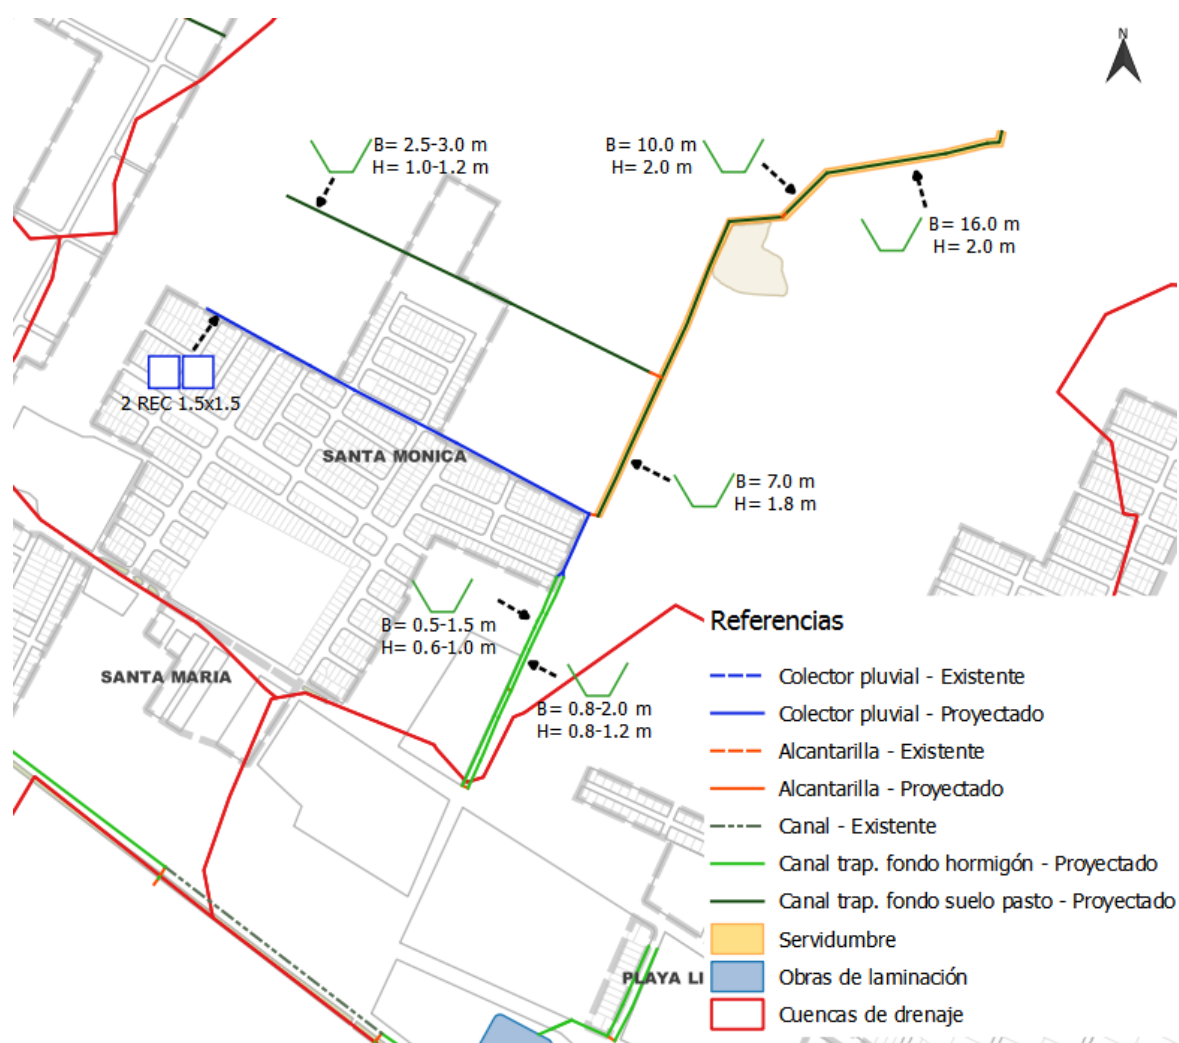 N
B= 2.5-3.0 m
H= 1.0-1.2 m
B= 10.0 m
H= 2.0 m
B= 16.0 m
H= 2.0 m
2 REC 1.5x1.5
SANTA MONICA
B= 7.0 m
H= 1.8 m
B= 0.5-1.5 m
H= 0.6-1.0 m
SANTA MARIA
B= 0.8-2.0 m
H= 0.8-1.2 m
PLAYA LI
Referencias
Colector pluvial - Existente
Colector pluvial - Proyectado
Alcantarilla - Existente
Alcantarilla - Proyectado
Canal - Existente
Canal trap. fondo hormigón - Proyectado
Canal trap. fondo suelo pasto - Proyectado
Servidumbre
Obras de laminación
Cuencas de drenaje